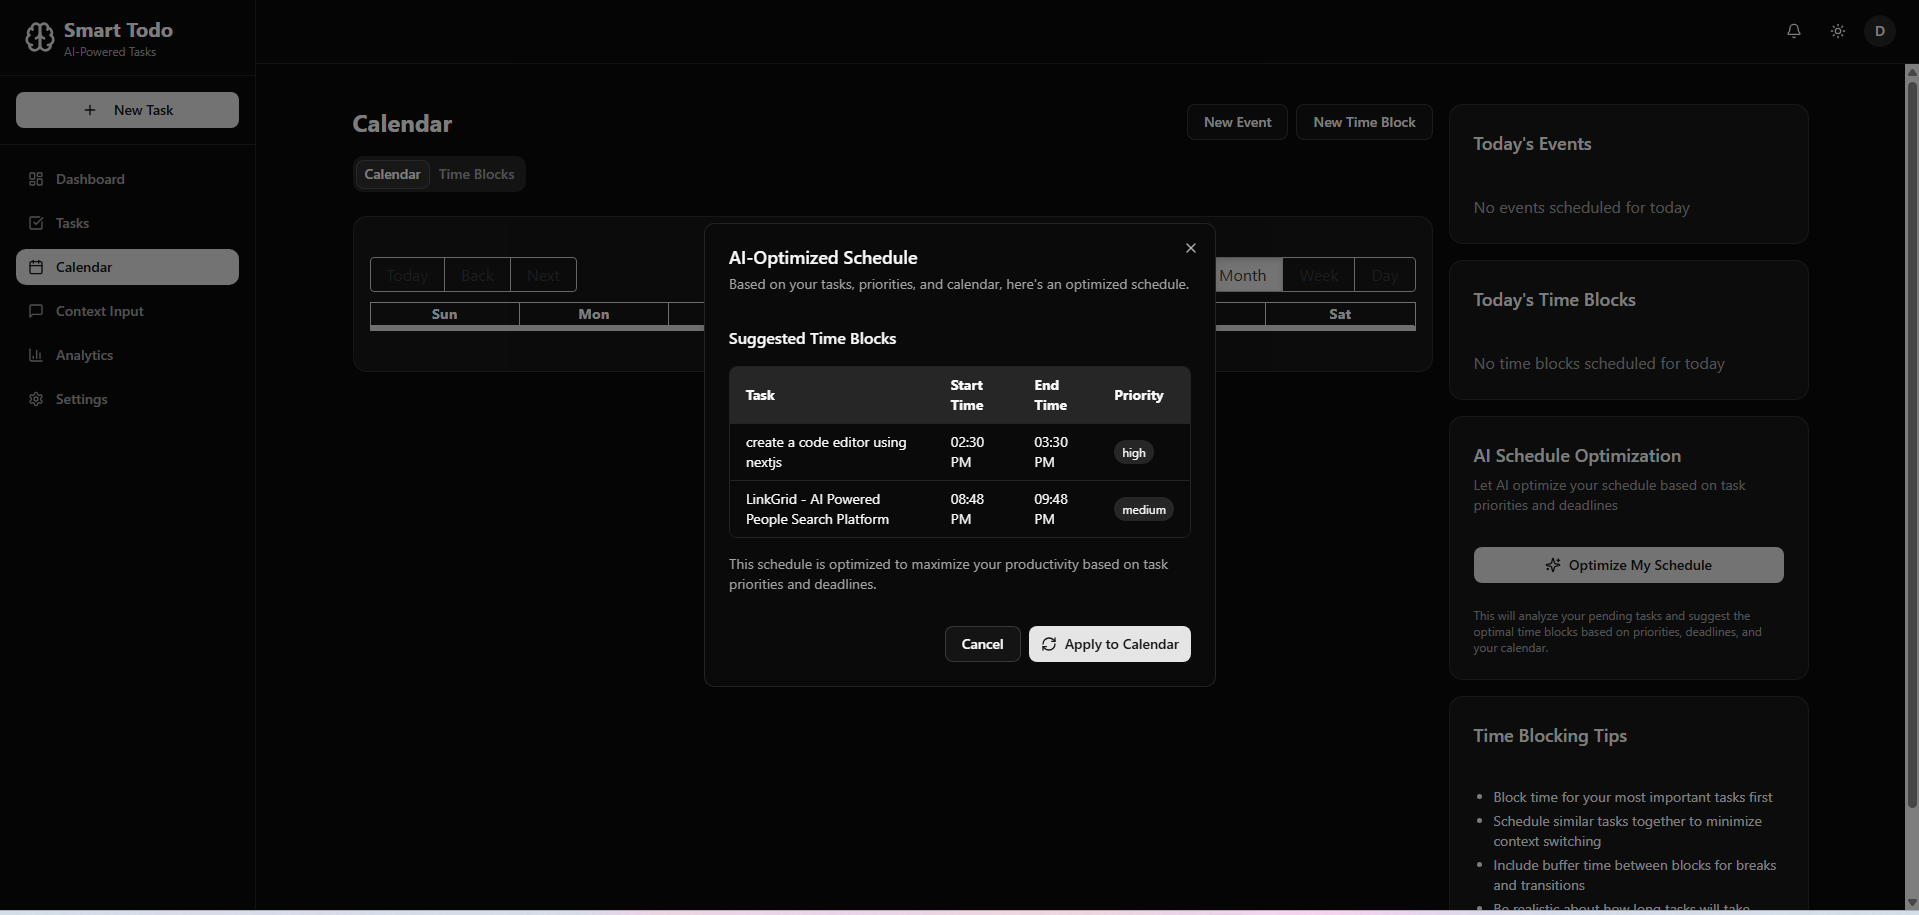 Smart Todo
AI-Powered Tasks
D
+ New Task
Dashboard
Tasks
Calendar
Context Input
Analytics
Settings
Calendar
New Event
New Time Block
Calendar
Time Blocks
Today
Back
Next
Month
Week
Day
Sun
Mon
Sat
AI-Optimized Schedule
Based on your tasks, priorities, and calendar, here's an optimized schedule.
Suggested Time Blocks
Task
Start
Time
End
Time
Priority
create a code editor using
nextjs
02:30
PM
03:30
PM
high
LinkGrid - AI Powered
People Search Platform
08:48
PM
09:48
PM
medium
This schedule is optimized to maximize your productivity based on task
priorities and deadlines.
Cancel
Apply to Calendar
Today's Events
No events scheduled for today
Today's Time Blocks
No time blocks scheduled for today
AI Schedule Optimization
Let AI optimize your schedule based on task
priorities and deadlines
Optimize My Schedule
This will analyze your pending tasks and suggest the
optimal time blocks based on priorities, deadlines, and
your calendar.
Time Blocking Tips
• Block time for your most important tasks first
• Schedule similar tasks together to minimize
context switching
• Include buffer time between blocks for breaks
and transitions
• Be realistic about how long tasks will take